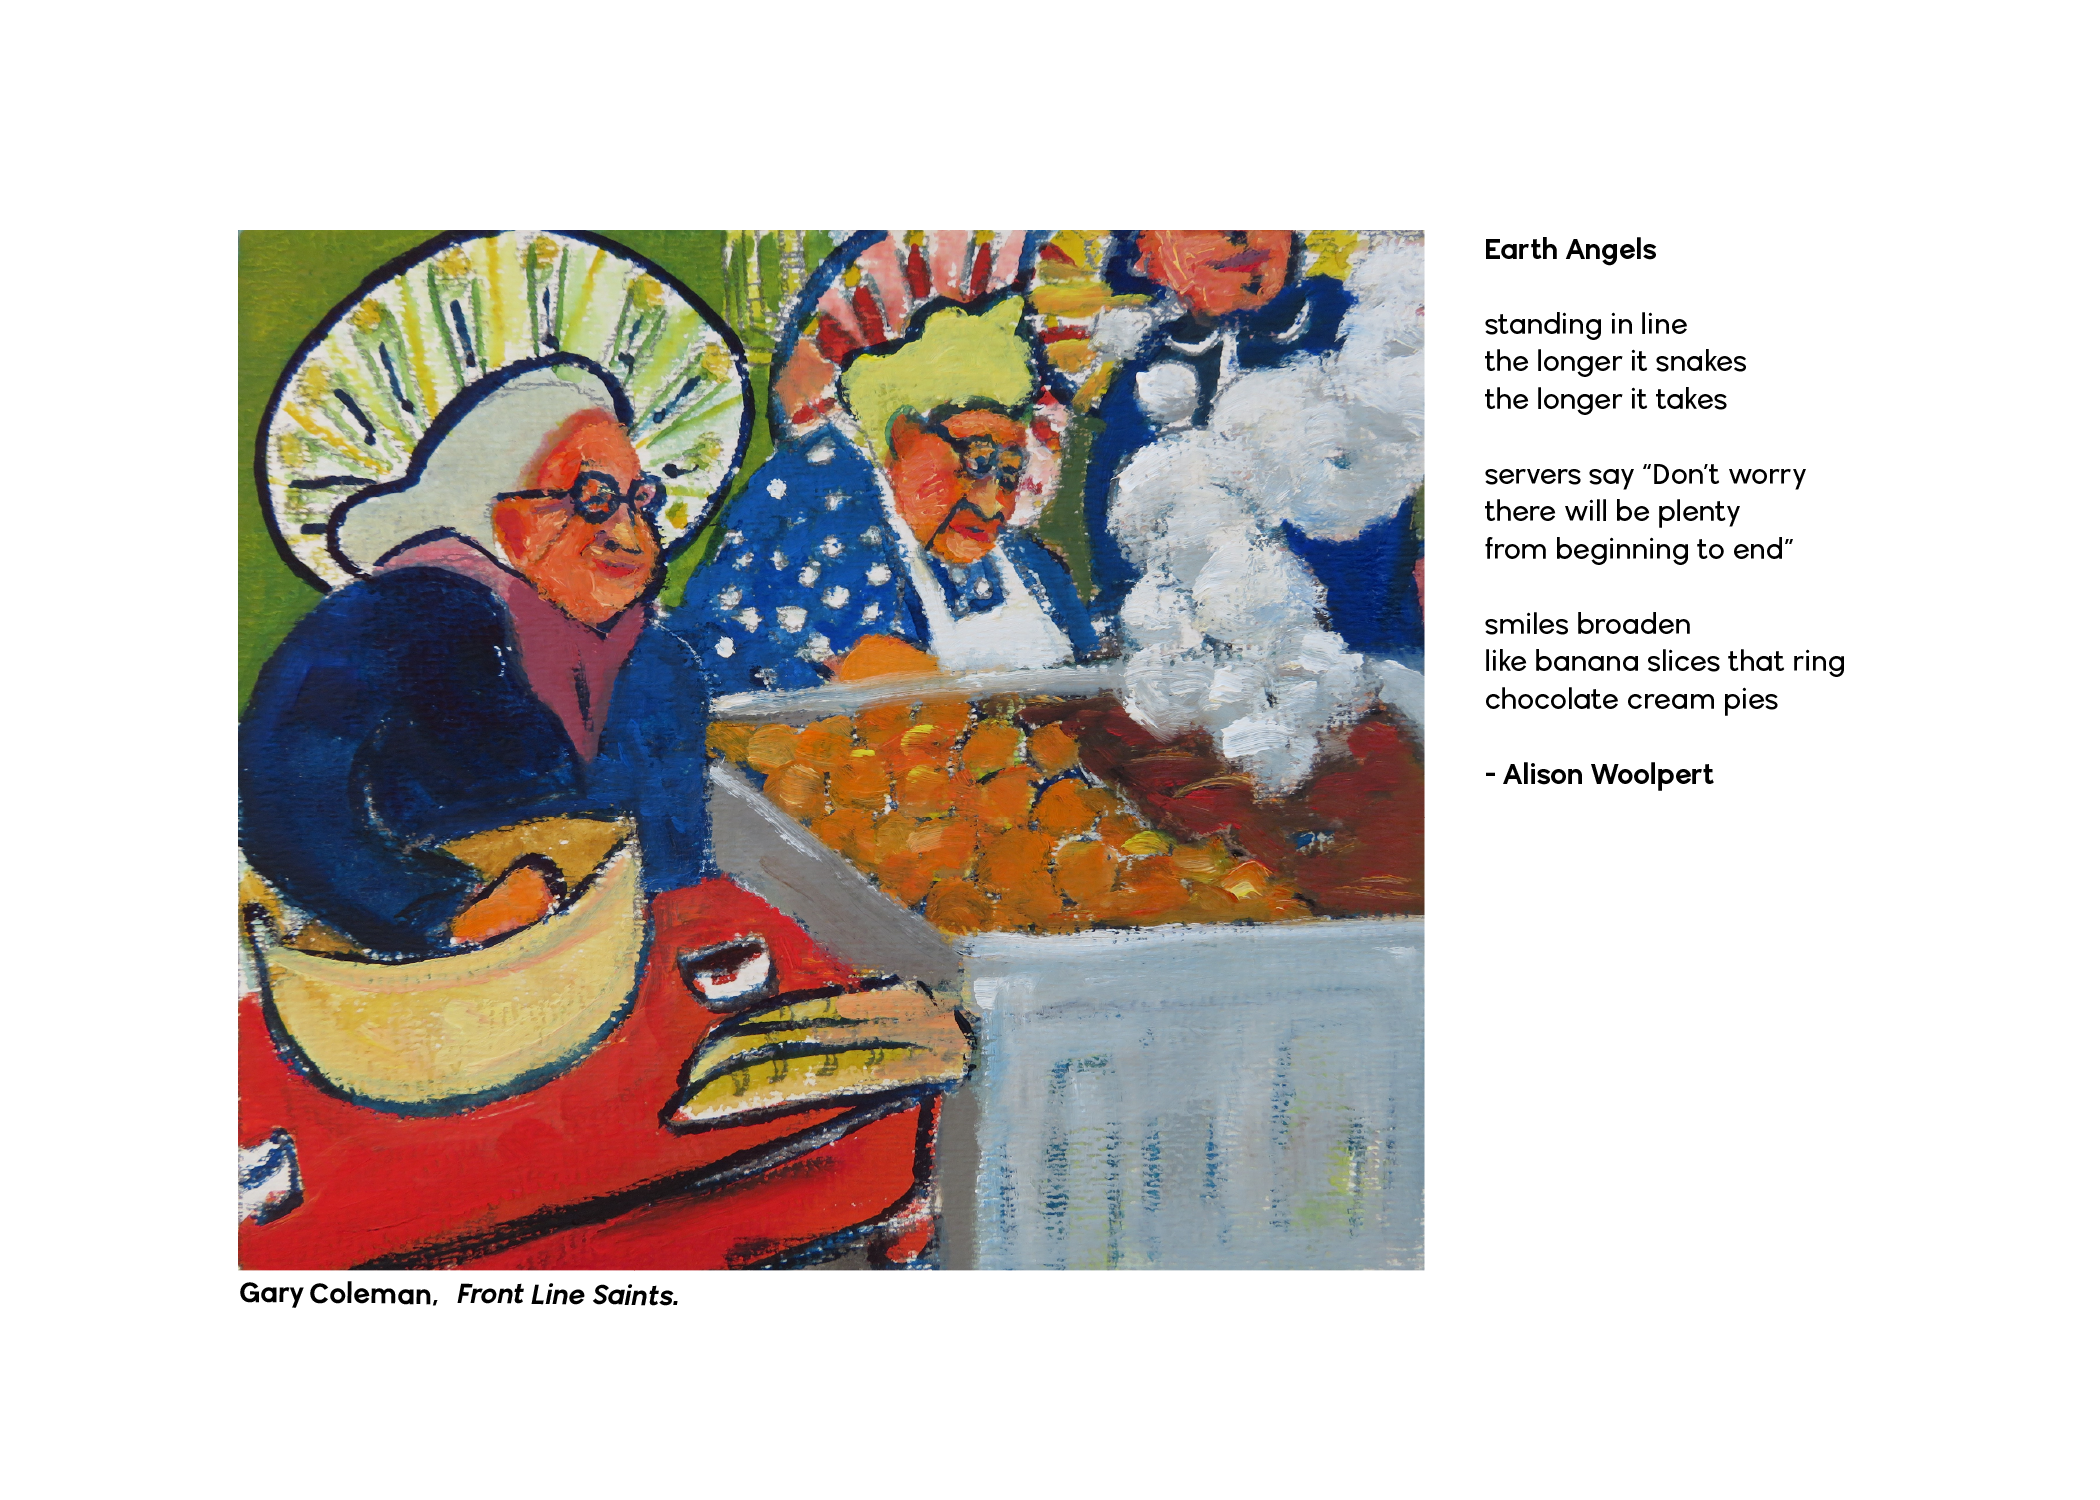 Earth Angels
standing in line
the longer it snakes
the longer it takes
servers say “Don’t worry
there will be plenty
from beginning to end”
smiles broaden
like banana slices that ring
chocolate cream pies
- Alison Woolpert
Gary Coleman, Front Line Saints.